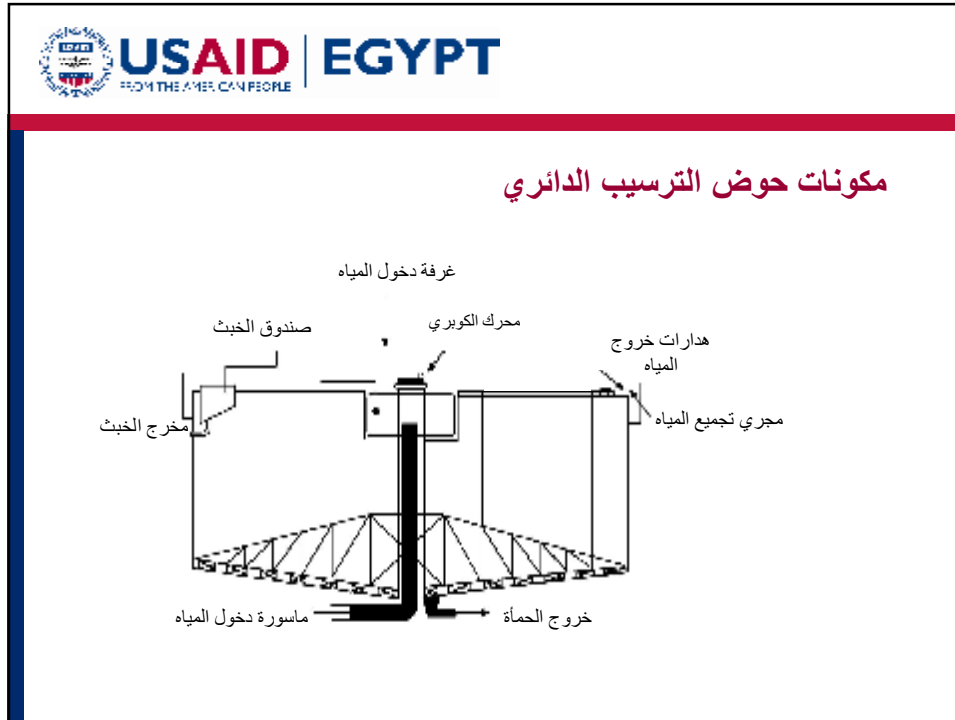 USAID | EGYPT
FROM THE AMERICAN PEOPLE
مكونات حوض الترسيب الدائري
غرفة دخول المياه
محرك الكوبري
صندوق الخبث
هدارات خروج
المياه
مجري تجميع المياه
مخرج الخبث
خروج الحمأة
ماسورة دخول المياه